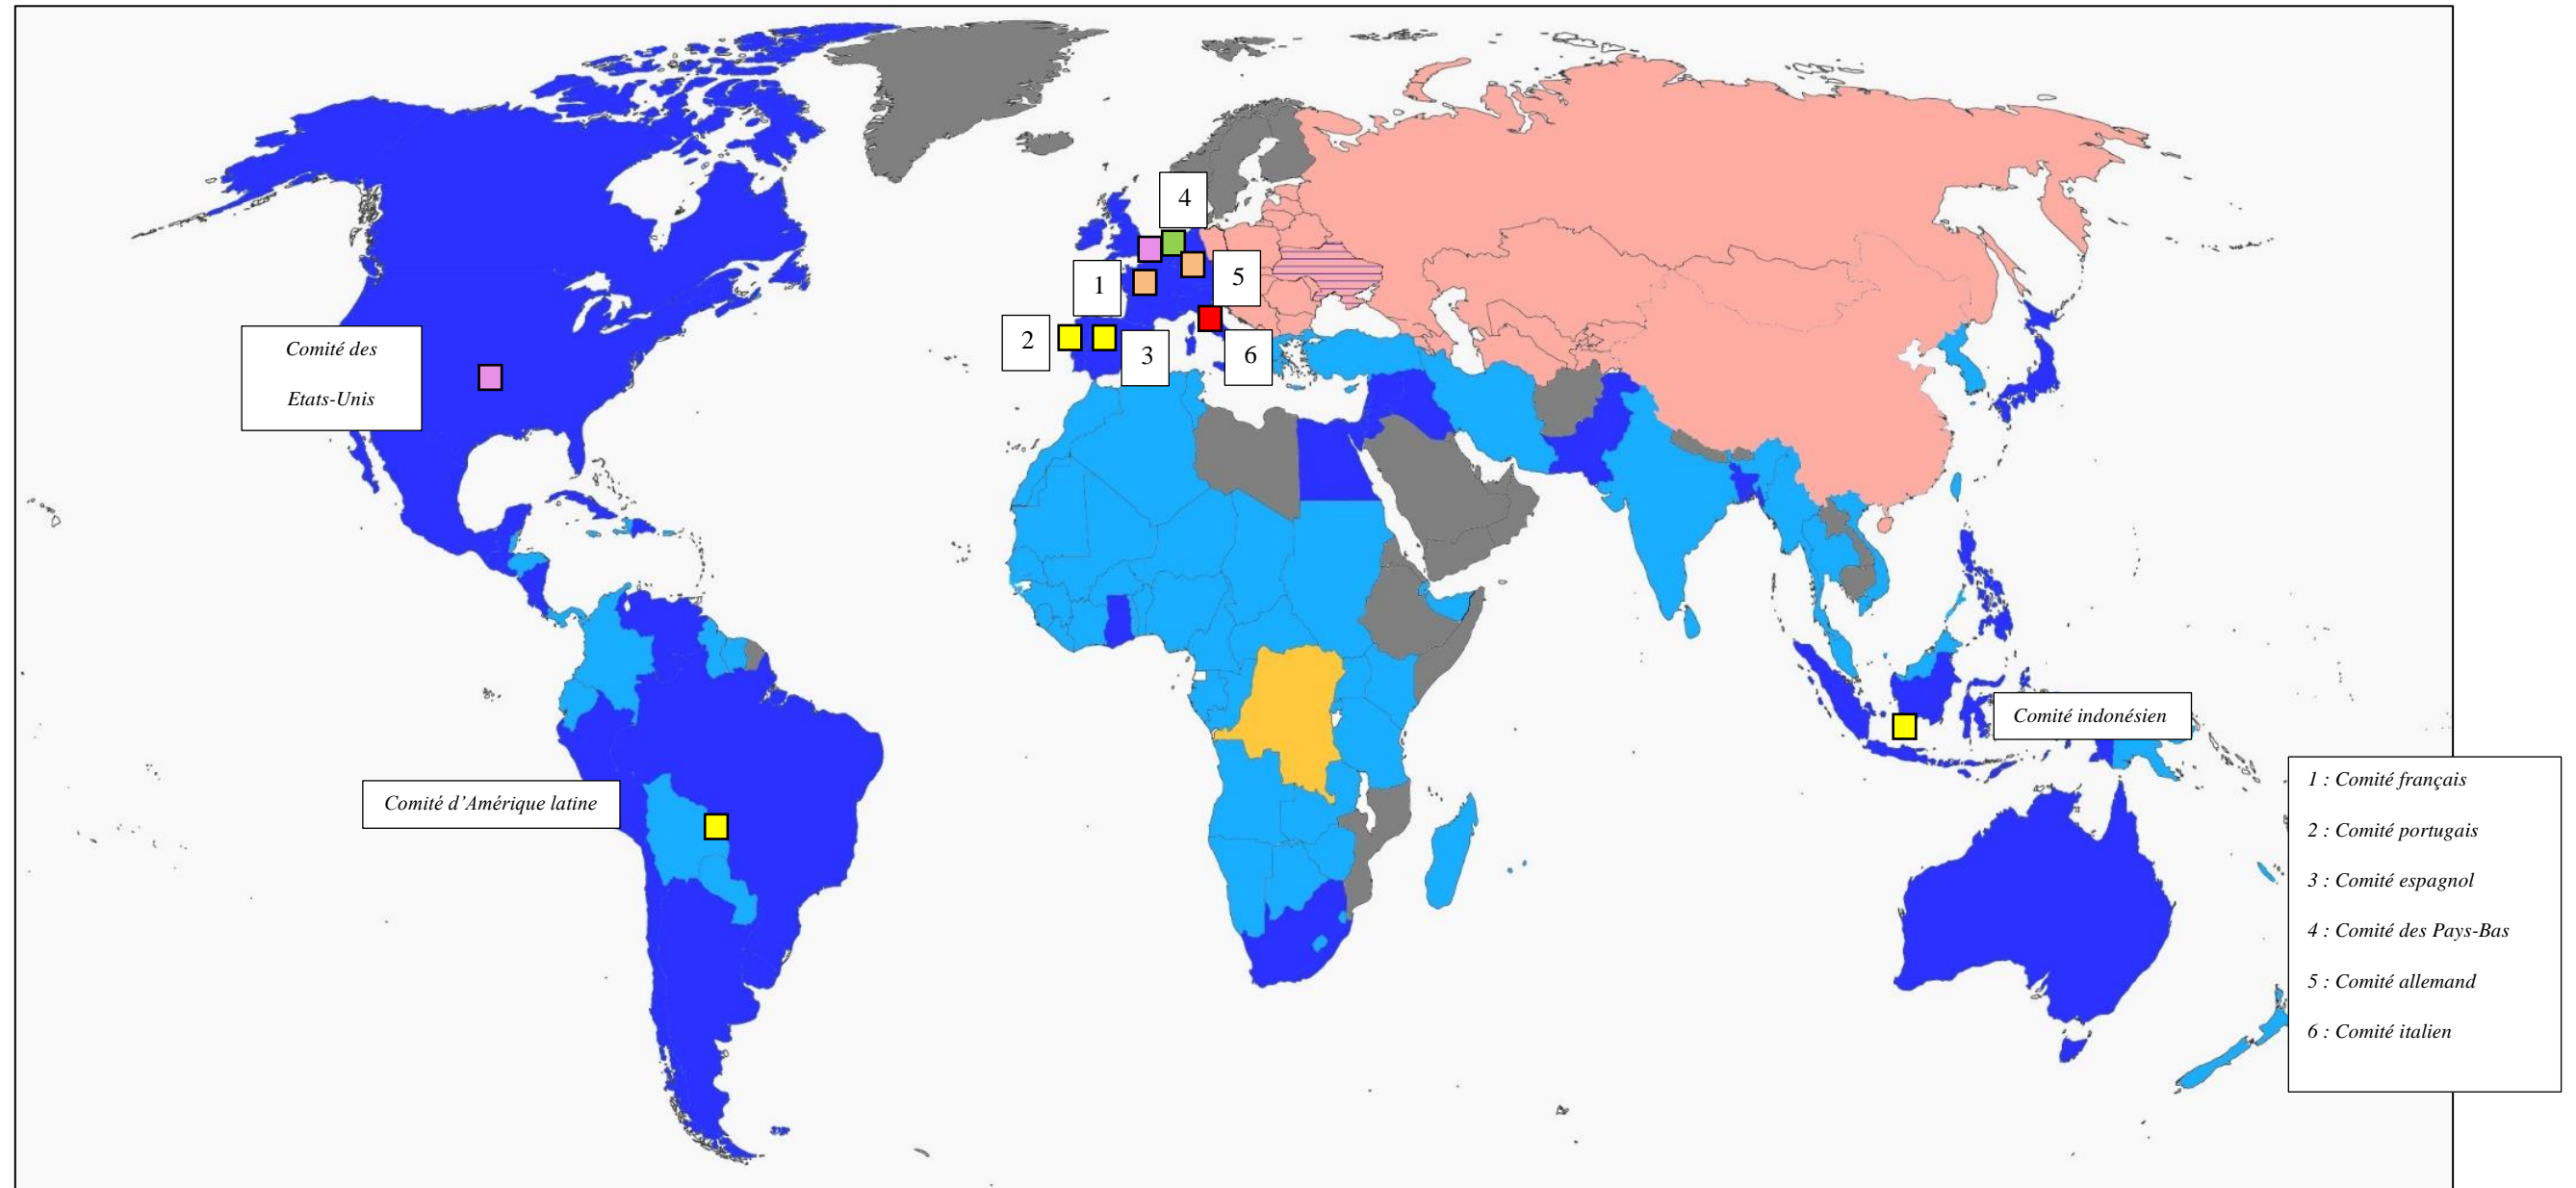 4
1
5
2
3
6
Comité des
Etats-Unis
Comité indonésien
Comité d’Amérique latine
1 : Comité français
2 : Comité portugais
3 : Comité espagnol
4 : Comité des Pays-Bas
5 : Comité allemand
6 : Comité italien